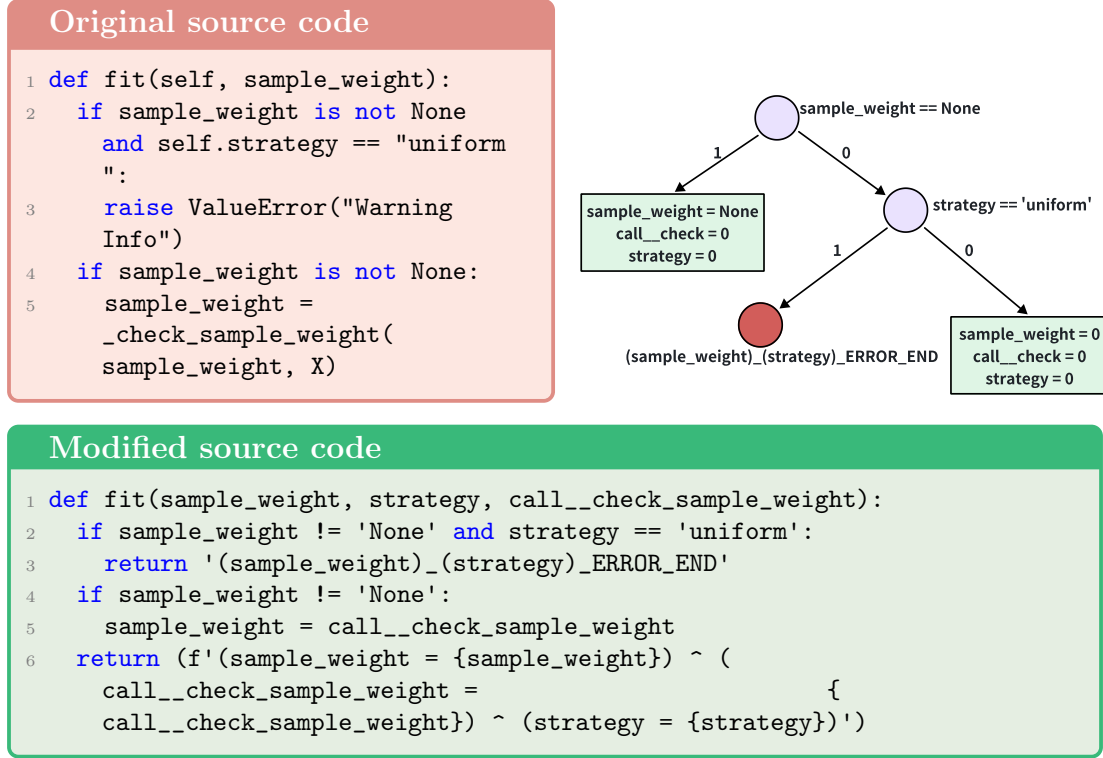 Original source code
1 def fit(self, sample_weight):
2 if sample_weight is not None
and self.strategy == "uniform
":
3 raise ValueError("Warning
Info")
4 if sample_weight is not None:
5 sample_weight =
_check_sample_weight(
sample_weight, X)
sample_weight == None
1
0
sample_weight = None
call__check = 0
strategy = 0
strategy == 'uniform'
1
0
(sample_weight)_(strategy)_ERROR_END
sample_weight = 0
call__check = 0
strategy = 0
Modified source code
1 def fit(sample_weight, strategy, call__check_sample_weight):
2 if sample_weight != 'None' and strategy == 'uniform':
3 return '(sample_weight)_(strategy)_ERROR_END'
4 if sample_weight != 'None':
5 sample_weight = call__check_sample_weight
6 return (f'(sample_weight = {sample_weight}) ^ (
call__check_sample_weight = {
call__check_sample_weight}) ^ (strategy = {strategy})')